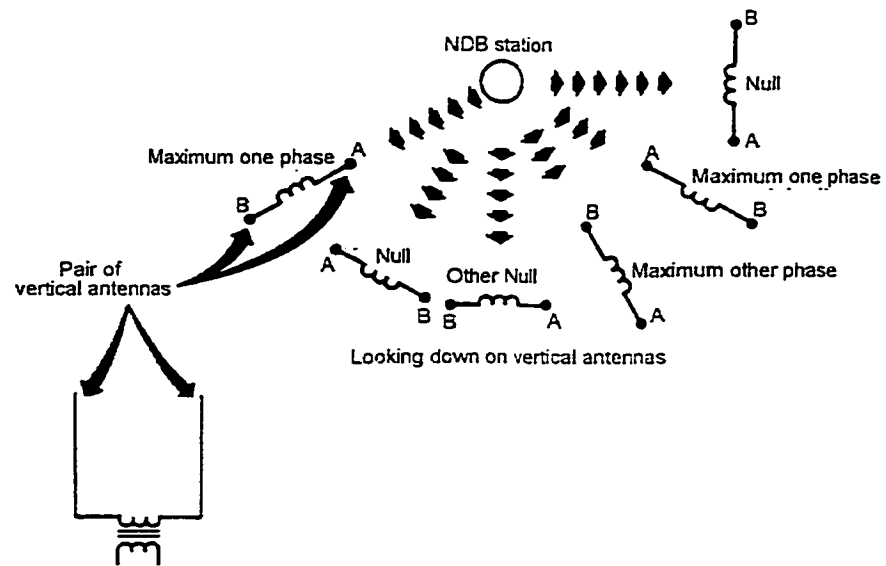 B
NDB station
Null
A
Maximum one phase
A
A
Maximum one phase
B
B
B
Pair of
vertical antennas
A
Null
Other Null
Maximum other phase
B
B
A
A
Looking down on vertical antennas